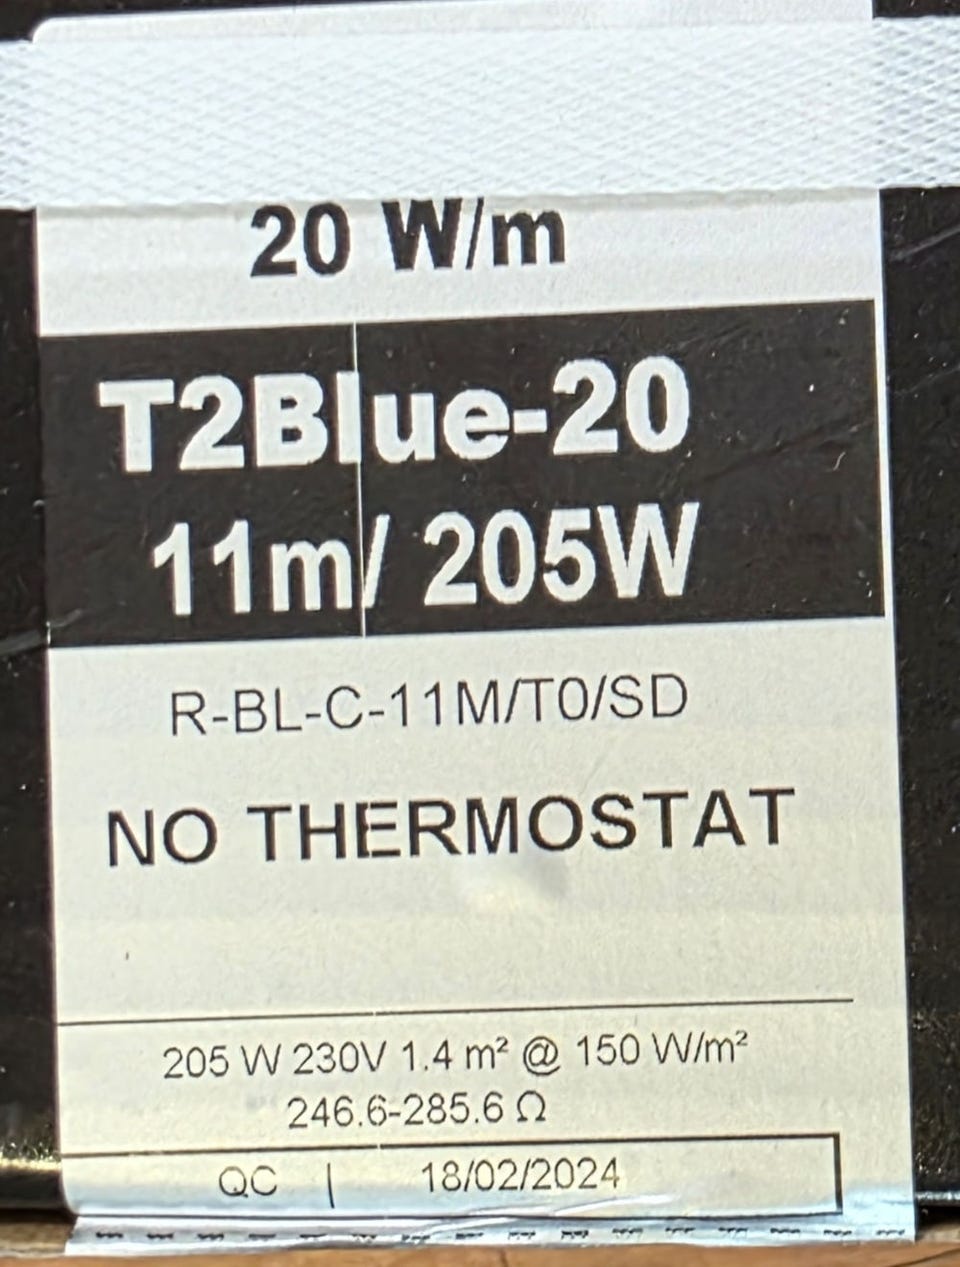 20 W/m
T2Blue-20
11m/ 205W
R-BL-C-11M/T0/SD
NO THERMOSTAT
205 W 230V 1.4 m² @ 150 W/m²
246.6-285.6 Ω
QC | 18/02/2024